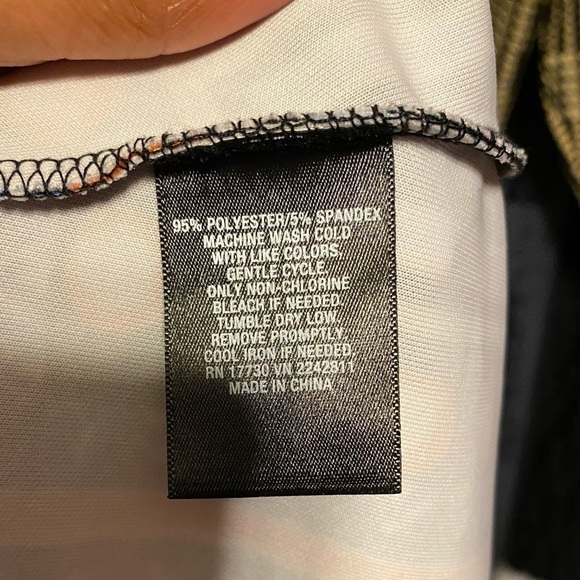 95% POLYESTER/5% SPANDEX
MACHINE WASH COLD
WITH LIKE COLORS.
GENTLE CYCLE.
ONLY NON-CHLORINE
BLEACH IF NEEDED.
TUMBLE DRY LOW.
REMOVE PROMPTLY.
COOL IRON IF NEEDED,
RN 17730 VN 2242811
MADE IN CHINA